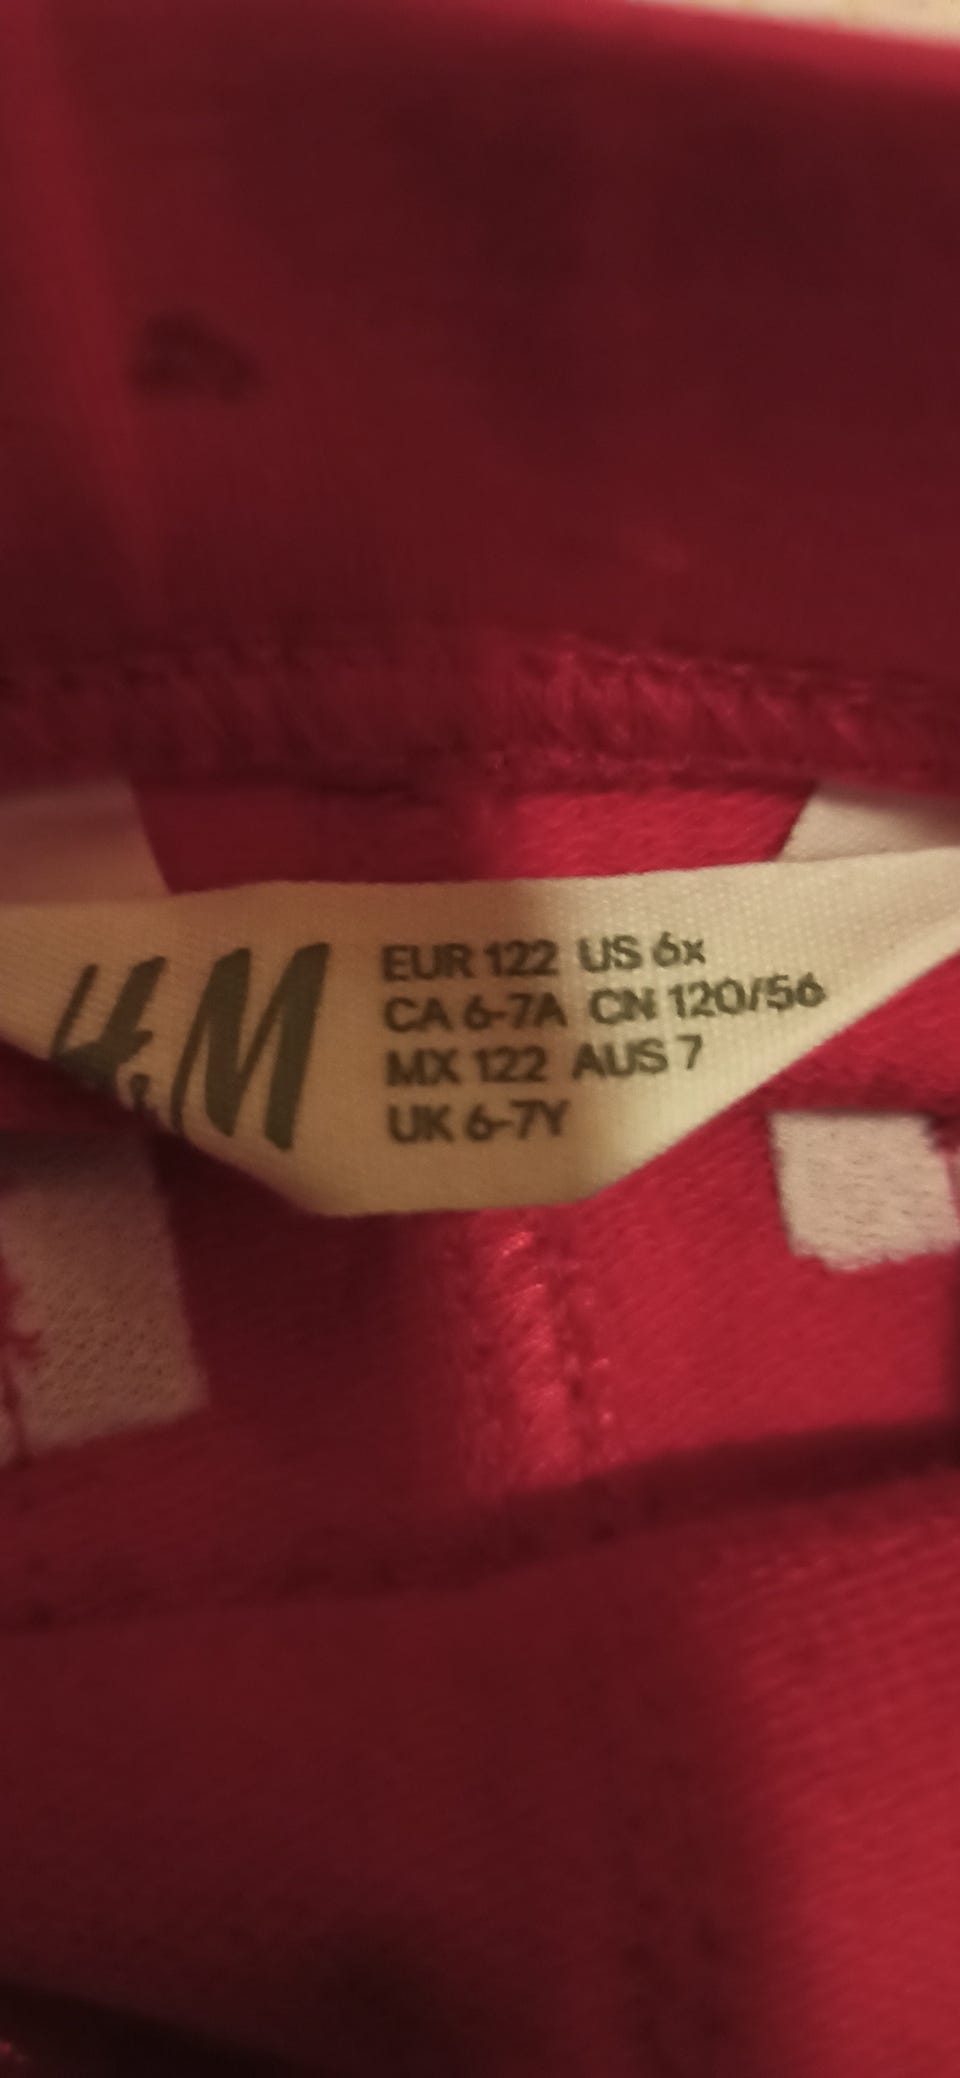 H&M
EUR 122 US 6x
CA 6-7A CN 120/56
MX 122 AUS 7
UK 6-7Y